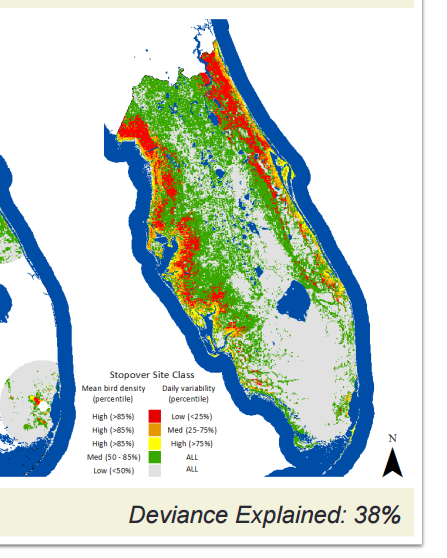 Stopover Site Class
Mean bird density Daily variability
(percentile) (percentile)
High (>85%) Low (<25%)
High (>85%) Med (25-75%)
High (>85%) High (>75%)
Med (50 - 85%) ALL
Low (<50%) ALL
N
Deviance Explained: 38%